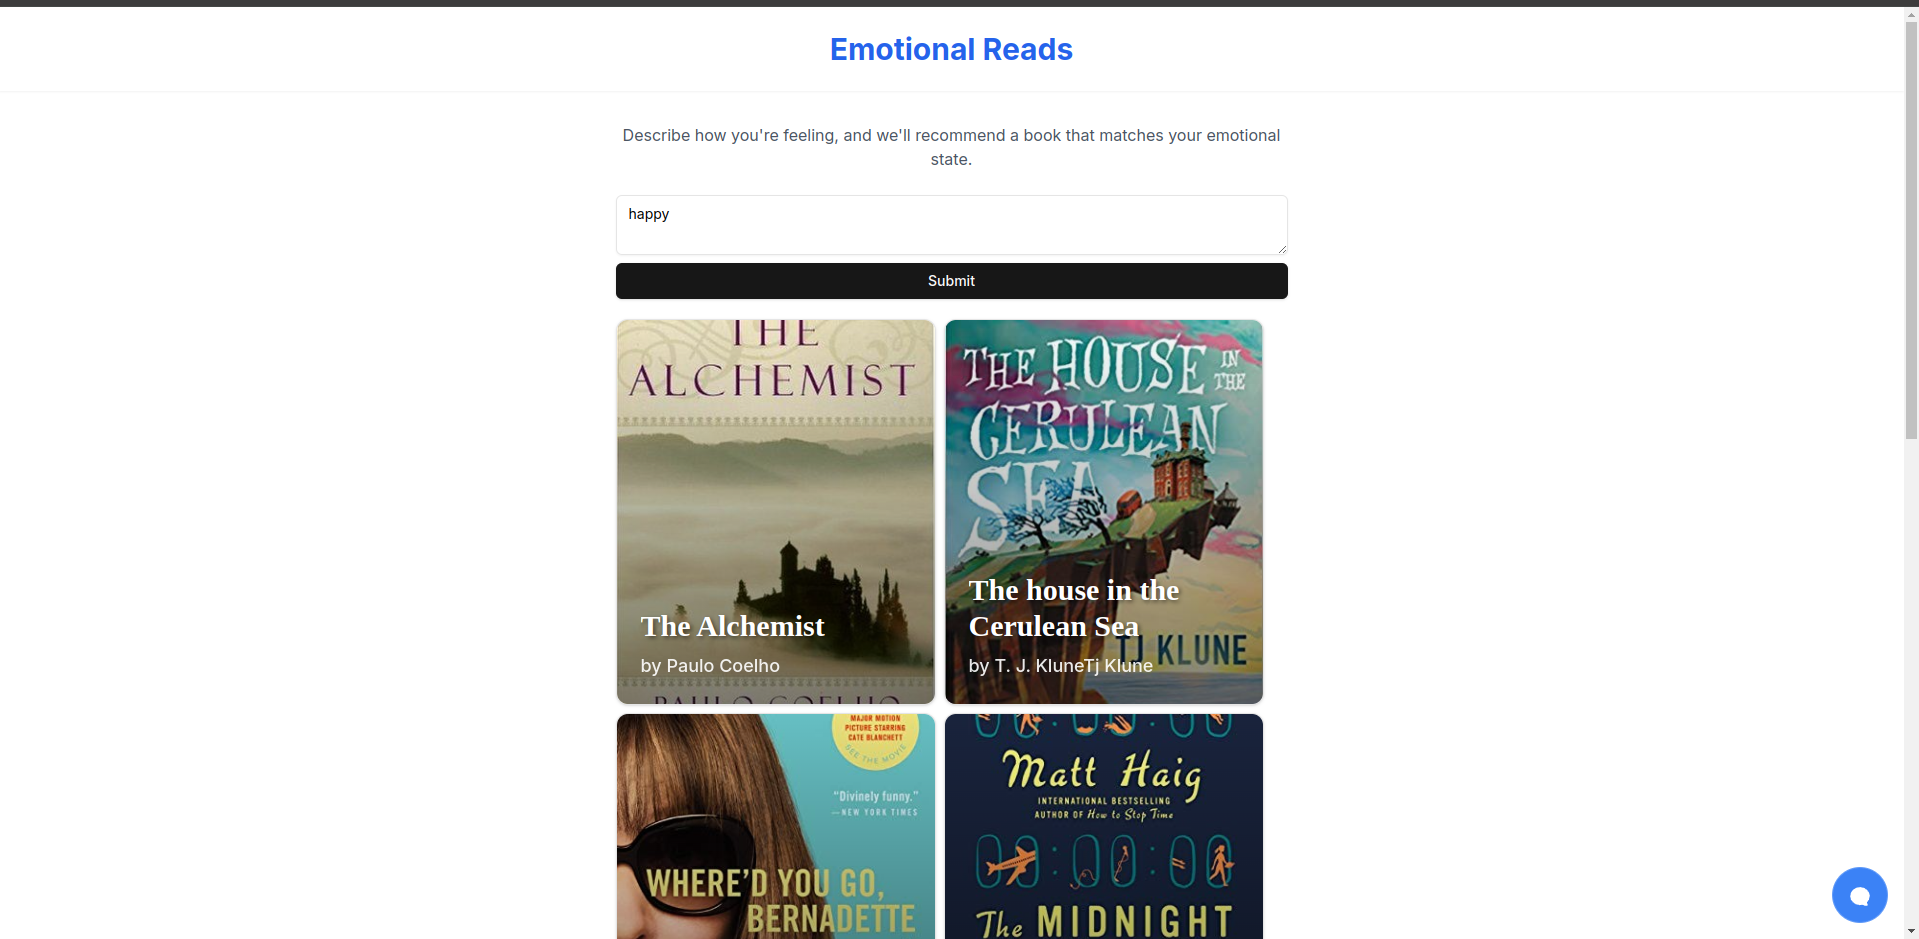 Emotional Reads
Describe how you're feeling, and we'll recommend a book that matches your emotional
state.
happy
Submit
THE
ALCHEMIST
The Alchemist
by Paulo Coelho
PAULO COELHO
THE HOUSE IN
THE
CERULEAN
SEA
The house in the
Cerulean Sea
TJ KLUNE
by T. J. KluneTj Klune
MAJOR MOTION
PICTURE STARRING
CATE BLANCHETT
SEE THE MOVIE
"Divinely funny."
—NEW YORK TIMES
WHERE'D YOU GO,
BERNADETTE
Matt Haig
INTERNATIONAL BESTSELLING
AUTHOR OF How to Stop Time
The MIDNIGHT